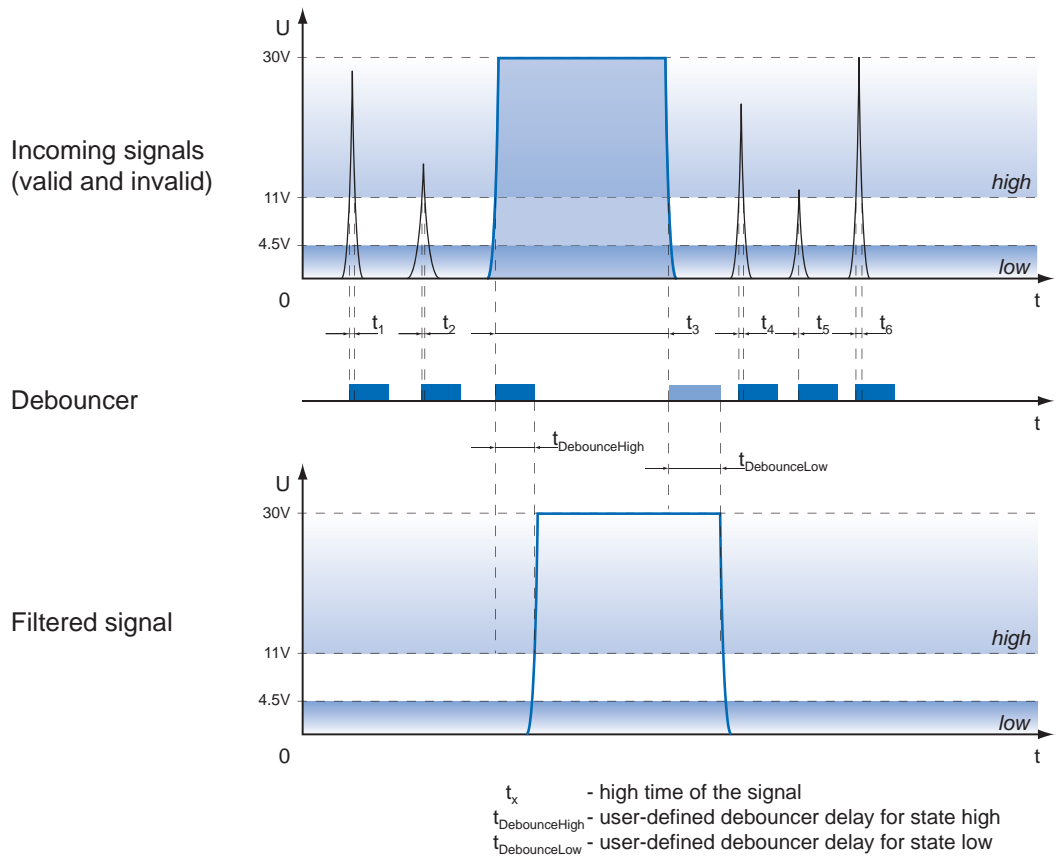 U
30V
Incoming signals
(valid and invalid)
high
11V
4.5V
low
0
t
t1
t2
t3
t4
t5
t6
Debouncer
t
tDebounceHigh
tDebounceLow
U
30V
Filtered signal
high
11V
4.5V
low
0
t
tx - high time of the signal
tDebounceHigh - user-defined debouncer delay for state high
tDebounceLow - user-defined debouncer delay for state low